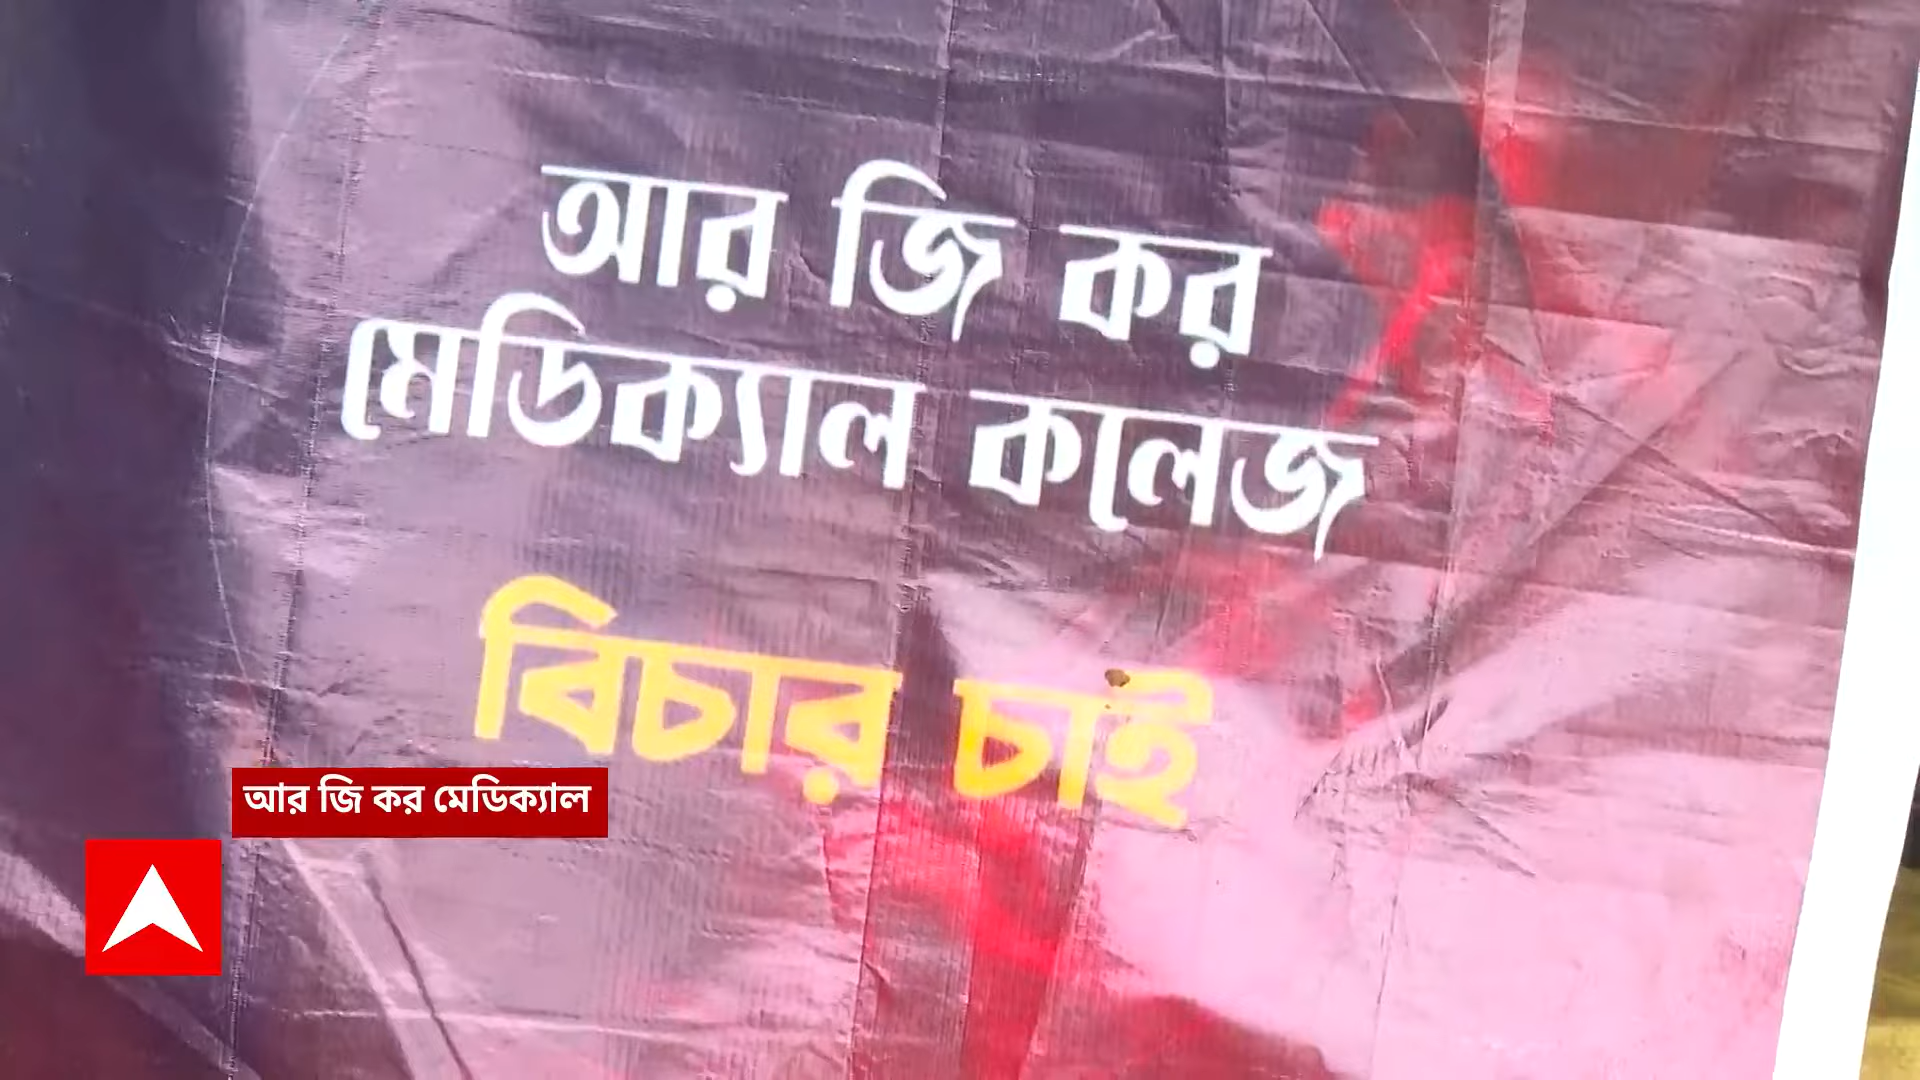 আর জি কর
মেডিক্যাল কলেজ
বিচার চাই
আর জি কর মেডিক্যাল